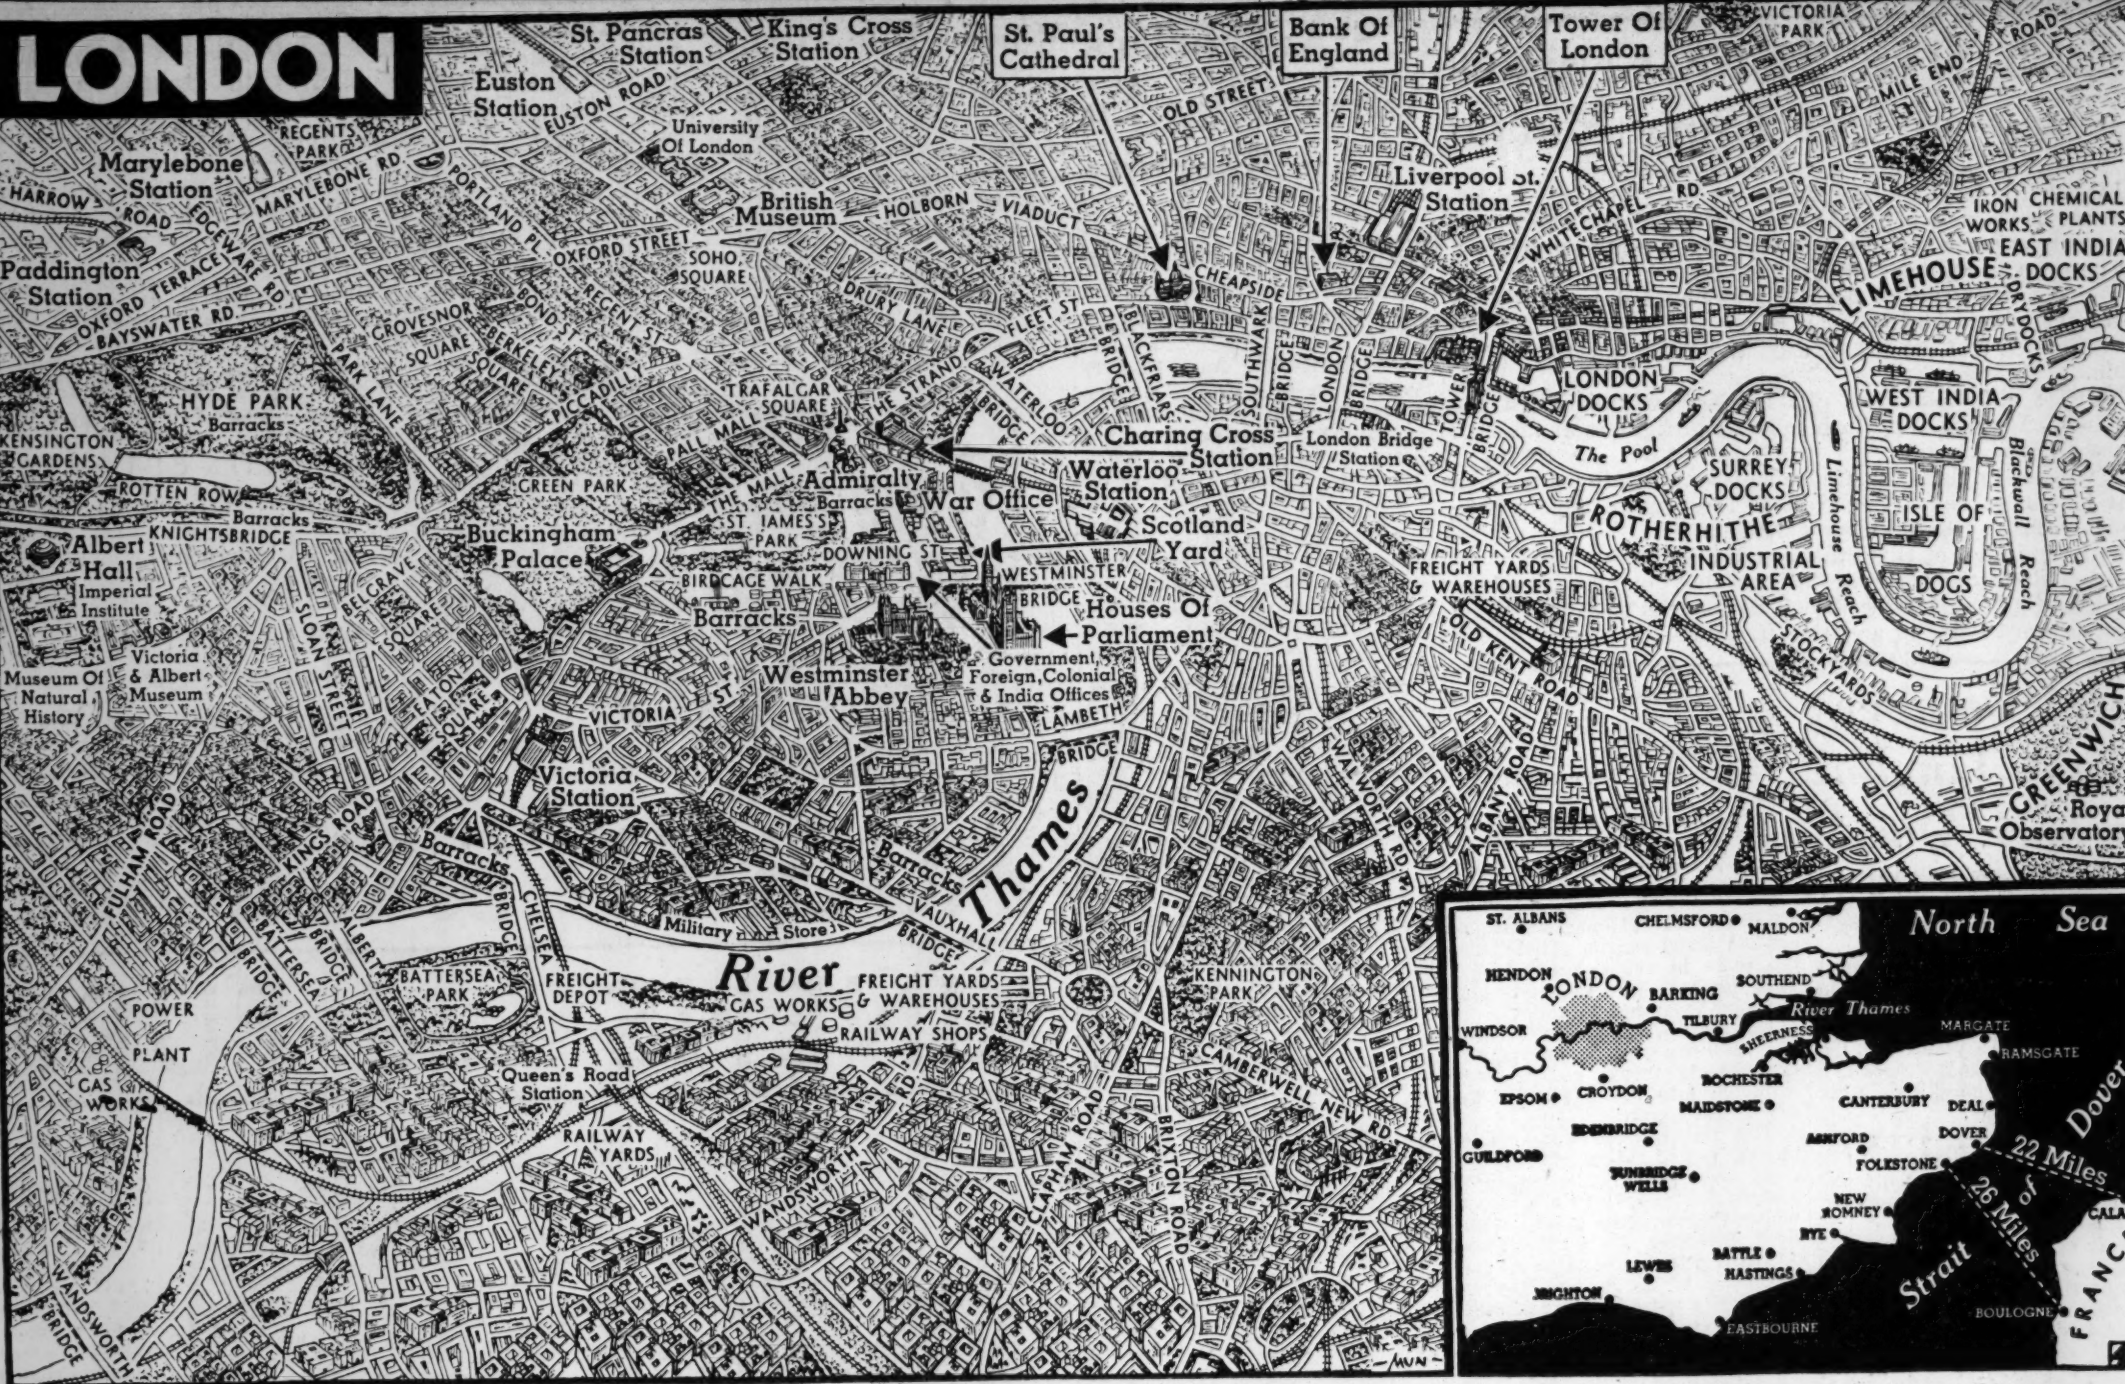 LONDON
St. Pancras
Station
King's Cross
Station
St. Paul's
Cathedral
Bank Of
England
Tower Of
London
VICTORIA
PARK
ROAD
MILE END
Euston
Station
EUSTON ROAD
OLD STREET
REGENTS
PARK
University
Of London
Marylebone
Station
MARYLEBONE RD.
PORTLAND PL.
HARROW
ROAD
EDGEWARE RD.
British
Museum
HOLBORN
VIADUCT
Liverpool St.
Station
WHITECHAPEL
RD.
IKON
WORKS
CHEMICAL
PLANTS
EAST INDIA
DOCKS
LIMEHOUSE
DRYDOCKS
Paddington
Station
OXFORD TERRACE
BAYSWATER RD.
OXFORD STREET
SOHO
SQUARE
BOND ST.
REGENT ST.
DRURY LANE
FLEET ST.
CHEAPSIDE
GROVESNOR
SQUARE
BERKELEY
SQUARE
PARK LANE
PICCADILLY
HYDE PARK
Barracks
KENSINGTON
GARDENS
ROTTEN ROW
TRAFALGAR
SQUARE
THE STRAND
WATERLOO
BRIDGE
BLACKFRIARS
BRIDGE
SOUTHWARK
BRIDGE
LONDON
BRIDGE
TOWER
BRIDGE
LONDON
DOCKS
The Pool
WEST INDIA
DOCKS
PALL MALL
THE MALL
GREEN PARK
Charing Cross
Station
London Bridge
Station
Waterloo
Station
Admiralty
Barracks
War Office
SURREY
DOCKS
Limehouse
Reach
ISLE OF
DOGS
Blackwall
Reach
Barracks
KNIGHTSBRIDGE
Buckingham
Palace
ST. JAMES'S
PARK
DOWNING ST.
Scotland
Yard
ROTHERHITHE
INDUSTRIAL
AREA
Albert
Hall
Imperial
Institute
BELGRAVE
SQUARE
SLOAN
STREET
BIRDCAGE WALK
Barracks
WESTMINSTER
BRIDGE
Houses Of
Parliament
FREIGHT YARDS
& WAREHOUSES
OLD KENT ROAD
STOCKYARDS
Museum Of
Natural
History
Victoria
& Albert
Museum
EATON
SQUARE
Westminster
Abbey
Government,
Foreign, Colonial
& India Offices
LAMBETH
BRIDGE
VICTORIA
ST.
GREENWICH
Victoria
Station
WALWORTH RD.
ALBANY ROAD
Royal
Observatory
FULHAM ROAD
KINGS ROAD
Barracks
Barracks
Thames
VAUXHALL
BRIDGE
Military
Store
BATTERSEA
BRIDGE
ALBERT
BRIDGE
CHELSEA
BRIDGE
BATTERSEA
PARK
FREIGHT
DEPOT
River
GAS WORKS
FREIGHT YARDS
& WAREHOUSES
RAILWAY SHOPS
KENNINGTON
PARK
POWER
PLANT
GAS
WORKS
Queen's Road
Station
RAILWAY
YARDS
WANDSWORTH
RD.
CLAPHAM ROAD
BRIXTON ROAD
CAMBERWELL NEW RD.
WANDSWORTH
BRIDGE
MUN
ST. ALBANS
CHELMSFORD
MALDON
North Sea
HENDON
LONDON
BARKING
SOUTHEND
WINDSOR
TILBURY
River Thames
SHEERNESS
MARGATE
RAMSGATE
EPSOM
CROYDON
ROCHESTER
MAIDSTONE
CANTERBURY
DEAL
EDENBRIDGE
ASHFORD
DOVER
GUILDFORD
FOLKSTONE
TUNBRIDGE
WELLS
22 Miles
26 Miles
Strait
of
Dover
NEW
ROMNEY
RYE
CALA
LEWES
BATTLE
HASTINGS
BRIGHTON
EASTBOURNE
BOULOGNE
FRANC